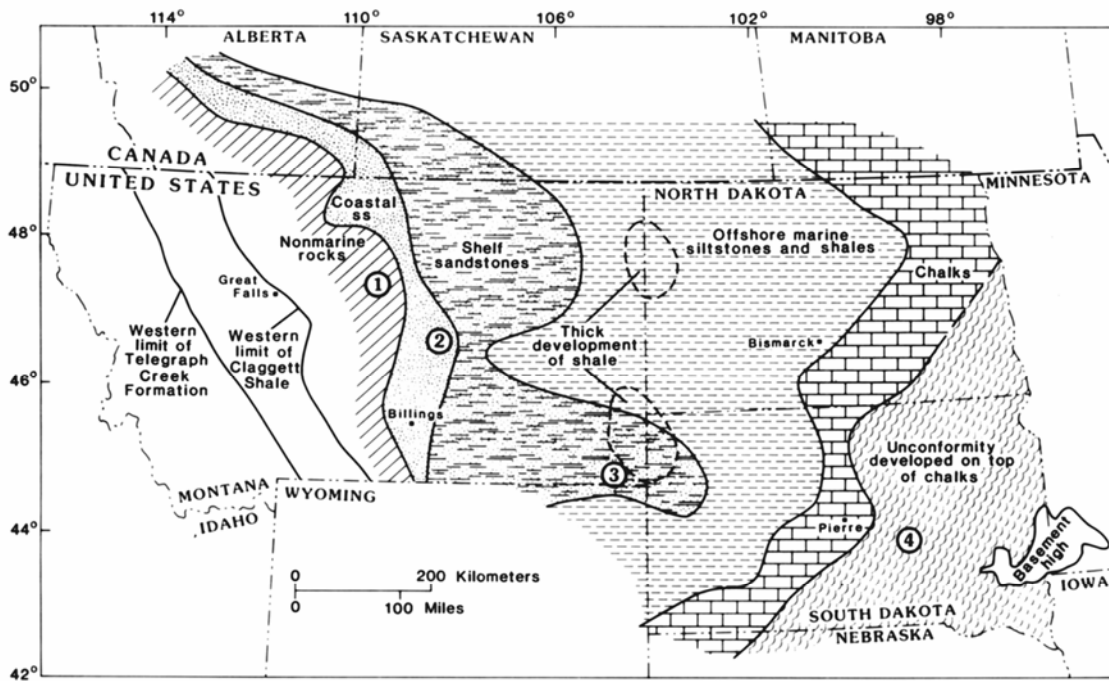 110° 106° 102° 98°
ALBERTA SASKATCHEWAN MANITOBA
50°
CANADA
UNITED STATES
NORTH DAKOTA
MINNESOTA
Coastal
ss
48°
Nonmarine
rocks
Shelf
sandstones
Offshore marine
siltstones and shales
Chalks
Great
Falls
1
Western
limit of
Telegraph
Creek
Formation
Western
limit of
Claggett
Shale
2
Thick
development
of shale
Bismarck
46°
Billings
Unconformity
developed on top
of chalks
3
MONTANA
IDAHO
WYOMING
44°
Pierre
4
Basement
high
0 200 Kilometers
0 100 Miles
IOWA
SOUTH DAKOTA
NEBRASKA
42°